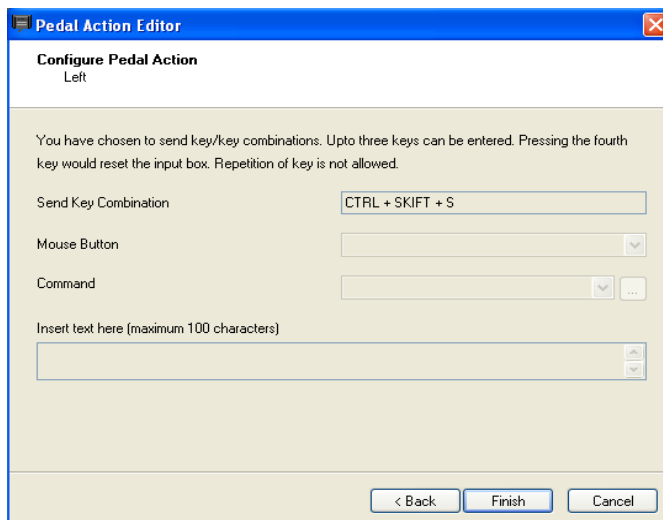 Pedal Action Editor
Configure Pedal Action
Left
You have chosen to send key/key combinations. Upto three keys can be entered. Pressing the fourth
key would reset the input box. Repetition of key is not allowed.
Send Key Combination
CTRL + SKIFT + S
Mouse Button
Command
...
Insert text here (maximum 100 characters)
< Back
Finish
Cancel